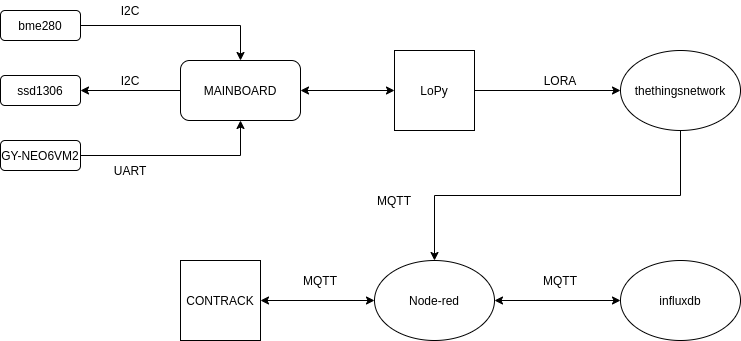 I2C
bme280
I2C
ssd1306
MAINBOARD
LoPy
LORA
thethingsnetwork
GY-NEO6VM2
UART
MQTT
CONTRACK
MQTT
Node-red
MQTT
influxdb